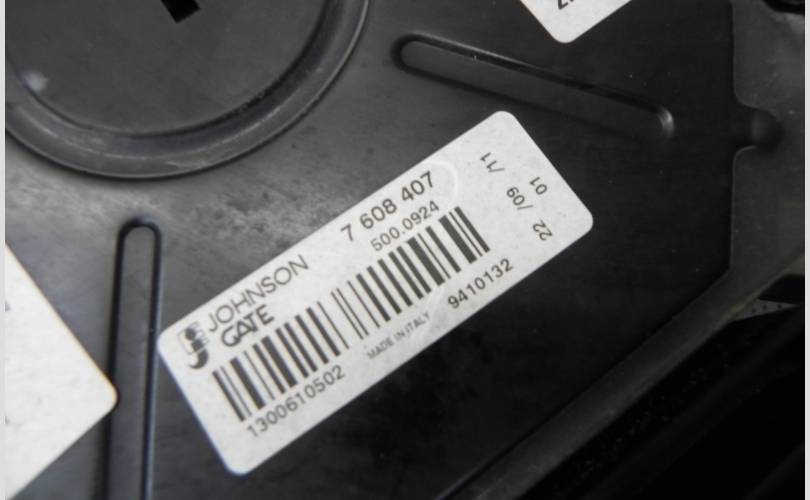 JOHNSON
GATE
7 608 407
500.0924
1300610502
MADE IN ITALY
9410132
22 /09 /11
01